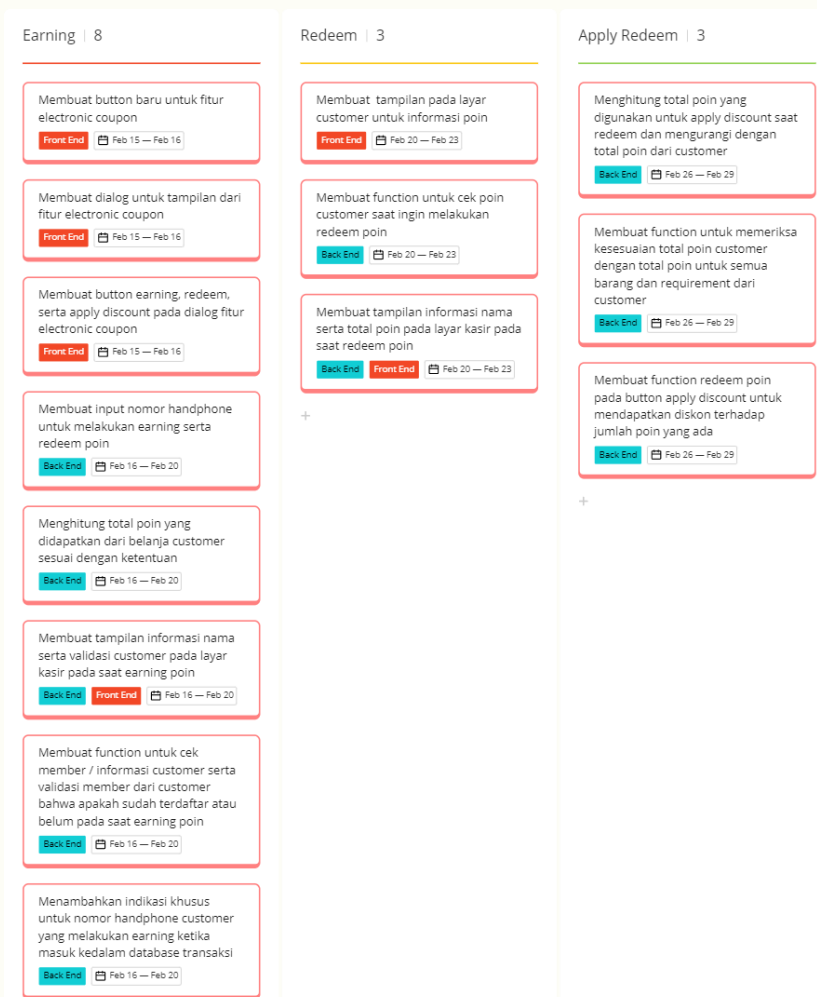 Earning | 8
Membuat button baru untuk fitur
electronic coupon
Front End Feb 15 — Feb 16
Membuat dialog untuk tampilan dari
fitur electronic coupon
Front End Feb 15 — Feb 16
Membuat button earning, redeem,
serta apply discount pada dialog fitur
electronic coupon
Front End Feb 15 — Feb 16
Membuat input nomor handphone
untuk melakukan earning serta
redeem poin
Back End Feb 16 — Feb 20
Menghitung total poin yang
didapatkan dari belanja customer
sesuai dengan ketentuan
Back End Feb 16 — Feb 20
Membuat tampilan informasi nama
serta validasi customer pada layar
kasir pada saat earning poin
Back End Front End Feb 16 — Feb 20
Membuat function untuk cek
member / informasi customer serta
validasi member dari customer
bahwa apakah sudah terdaftar atau
belum pada saat earning poin
Back End Feb 16 — Feb 20
Menambahkan indikasi khusus
untuk nomor handphone customer
yang melakukan earning ketika
masuk kedalam database transaksi
Back End Feb 16 — Feb 20
Redeem | 3
Membuat tampilan pada layar
customer untuk informasi poin
Front End Feb 20 — Feb 23
Membuat function untuk cek poin
customer saat ingin melakukan
redeem poin
Back End Feb 20 — Feb 23
Membuat tampilan informasi nama
serta total poin pada layar kasir pada
saat redeem poin
Back End Front End Feb 20 — Feb 23
+
Apply Redeem | 3
Menghitung total poin yang
digunakan untuk apply discount saat
redeem dan mengurangi dengan
total poin dari customer
Back End Feb 26 — Feb 29
Membuat function untuk memeriksa
kesesuaian total poin customer
dengan total poin untuk semua
barang dan requirement dari
customer
Back End Feb 26 — Feb 29
Membuat function redeem poin
pada button apply discount untuk
mendapatkan diskon terhadap
jumlah poin yang ada
Back End Feb 26 — Feb 29
+